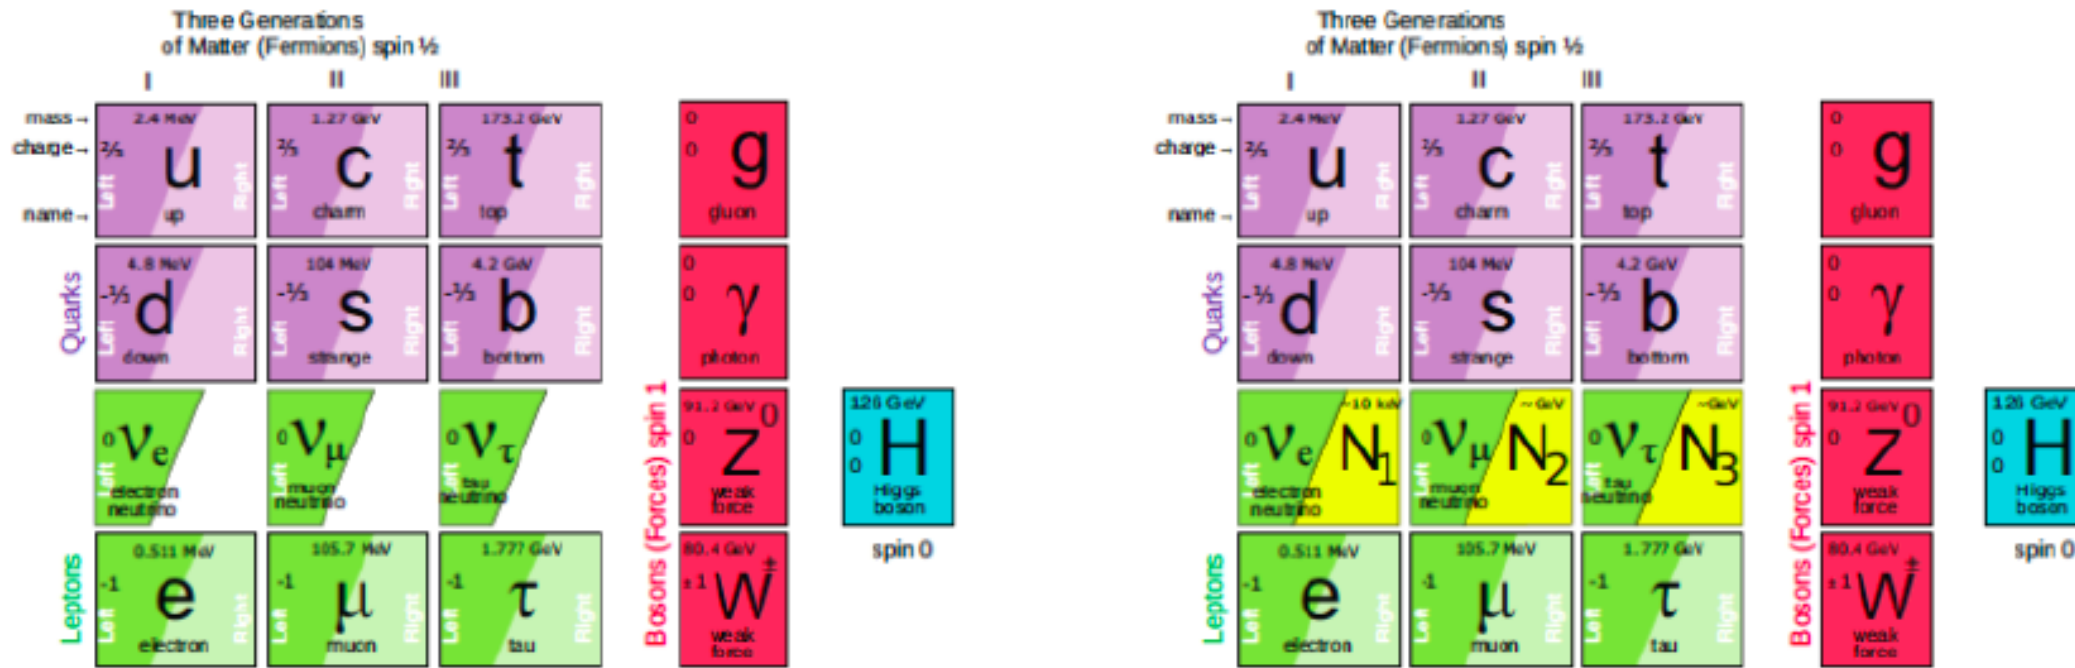 Three Generations
of Matter (Fermions) spin ½
I II III
mass→
charge→
name→
2.4 MeV
⅔
u
Left
Right
up
1.27 GeV
⅔
c
Left
Right
charm
173.2 GeV
⅔
t
Left
Right
top
0
0
g
gluon
Quarks
4.8 MeV
-⅓
d
Left
Right
down
104 MeV
-⅓
s
Left
Right
strange
4.2 GeV
-⅓
b
Left
Right
bottom
0
0
γ
photon
0
νe
Left
electron
neutrino
0
νμ
Left
muon
neutrino
0
ντ
Left
tau
neutrino
91.2 GeV
0
Z⁰
weak
force
126 GeV
0
0
H
Higgs
boson
spin 0
Leptons
0.511 MeV
-1
e
Left
Right
electron
105.7 MeV
-1
μ
Left
Right
muon
1.777 GeV
-1
τ
Left
Right
tau
80.4 GeV
±1
W±
weak
force
Bosons (Forces) spin 1
Three Generations
of Matter (Fermions) spin ½
I II III
mass→
charge→
name→
2.4 MeV
⅔
u
Left
Right
up
1.27 GeV
⅔
c
Left
Right
charm
173.2 GeV
⅔
t
Left
Right
top
0
0
g
gluon
Quarks
4.8 MeV
-⅓
d
Left
Right
down
104 MeV
-⅓
s
Left
Right
strange
4.2 GeV
-⅓
b
Left
Right
bottom
0
0
γ
photon
0
νe
Left
electron
neutrino
~10 keV
N1
0
νμ
Left
muon
neutrino
~GeV
N2
0
ντ
Left
tau
neutrino
~GeV
N3
91.2 GeV
0
Z⁰
weak
force
126 GeV
0
0
H
Higgs
boson
spin 0
Leptons
0.511 MeV
-1
e
Left
Right
electron
105.7 MeV
-1
μ
Left
Right
muon
1.777 GeV
-1
τ
Left
Right
tau
80.4 GeV
±1
W±
weak
force
Bosons (Forces) spin 1